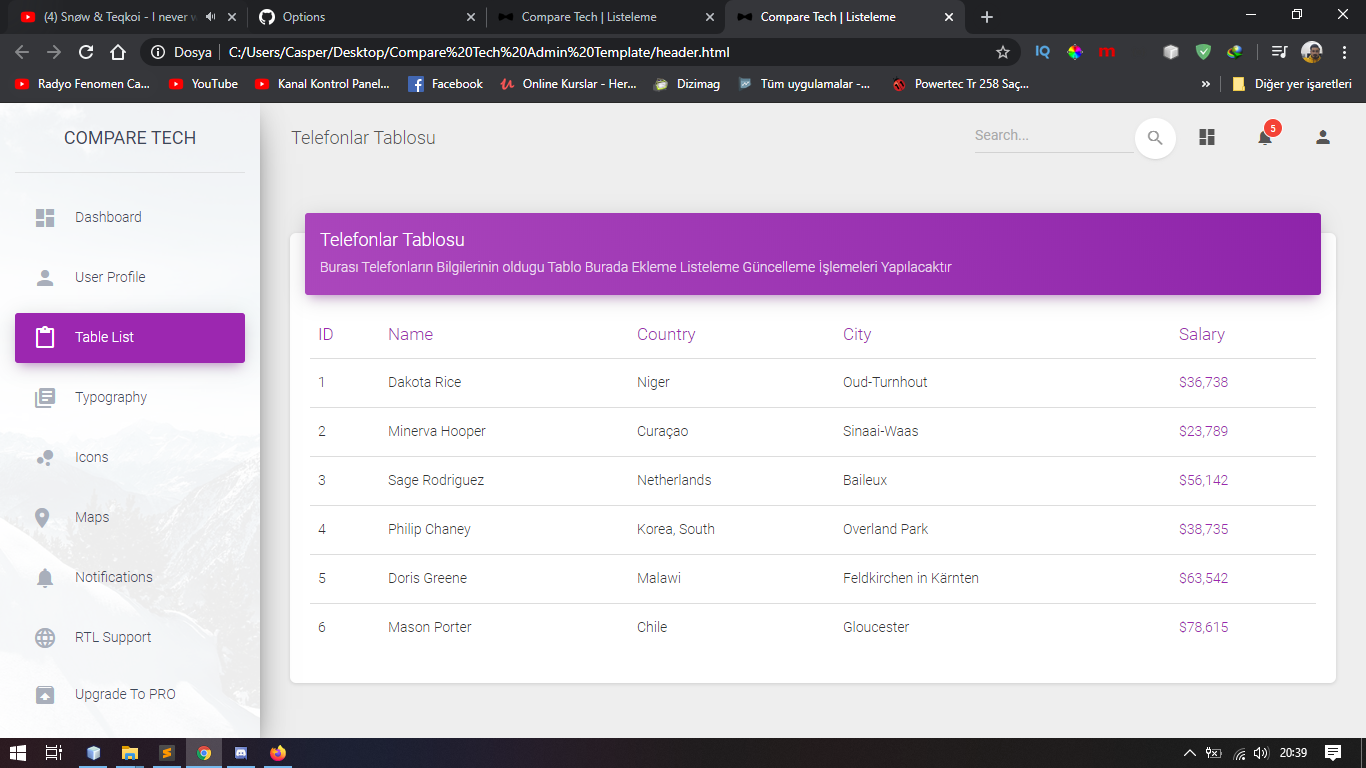 (4) Snøw & Teqkoi - I never w
Options
Compare Tech | Listeleme
Compare Tech | Listeleme
Dosya
C:/Users/Casper/Desktop/Compare%20Tech%20Admin%20Template/header.html
IQ
m
Radyo Fenomen Ca...
YouTube
Kanal Kontrol Panel...
Facebook
Online Kurslar - Her...
Dizimag
Tüm uygulamalar -...
Powertec Tr 258 Saç...
»
Diğer yer işaretleri
COMPARE TECH
Telefonlar Tablosu
Search...
5
Dashboard
User Profile
Table List
Typography
Icons
Maps
Notifications
RTL Support
Upgrade To PRO
Telefonlar Tablosu
Burası Telefonların Bilgilerinin oldugu Tablo Burada Ekleme Listeleme Güncelleme İşlemeleri Yapılacaktır
ID Name Country City Salary
1 Dakota Rice Niger Oud-Turnhout $36,738
2 Minerva Hooper Curaçao Sinaai-Waas $23,789
3 Sage Rodriguez Netherlands Baileux $56,142
4 Philip Chaney Korea, South Overland Park $38,735
5 Doris Greene Malawi Feldkirchen in Kärnten $63,542
6 Mason Porter Chile Gloucester $78,615
20:39